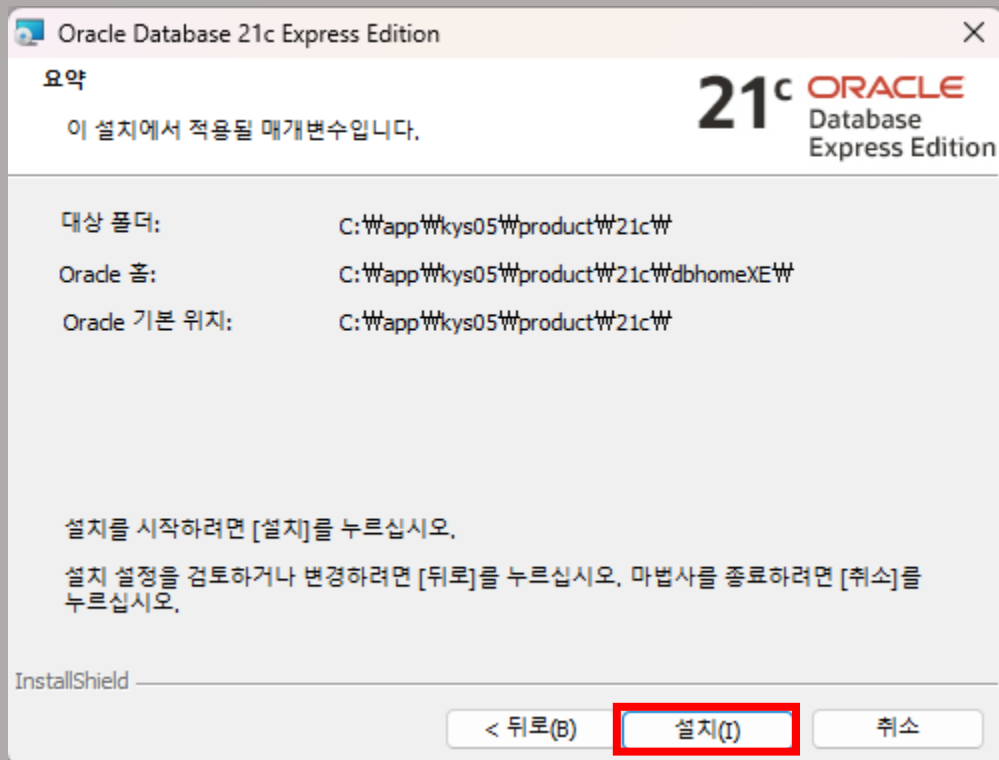 Oracle Database 21c Express Edition
요약
이 설치에서 적용될 매개변수입니다.
21c ORACLE
Database
Express Edition
대상 폴더: C:₩app₩kys05₩product₩21c₩
Oracle 홈: C:₩app₩kys05₩product₩21c₩dbhomeXE₩
Oracle 기본 위치: C:₩app₩kys05₩product₩21c₩
설치를 시작하려면 [설치]를 누르십시오.
설치 설정을 검토하거나 변경하려면 [뒤로]를 누르십시오. 마법사를 종료하려면 [취소]를
누르십시오.
InstallShield
< 뒤로(B) 설치(I) 취소